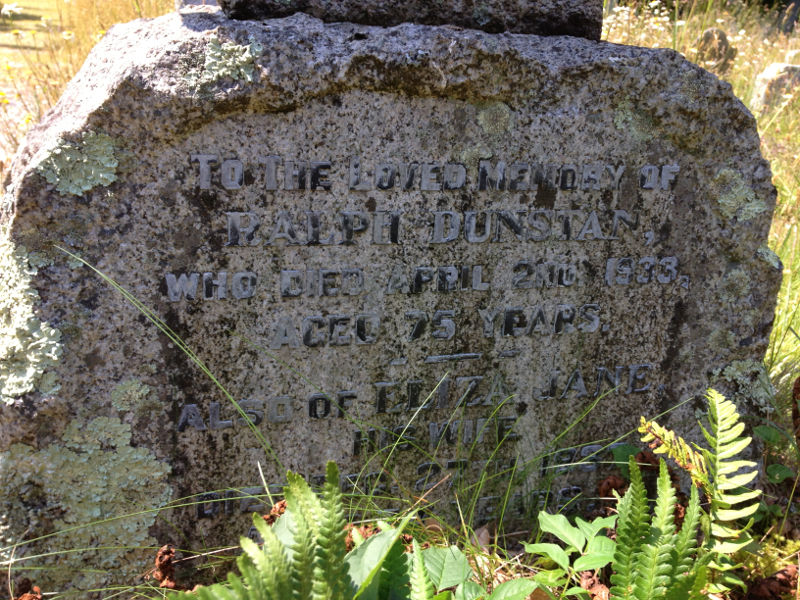 TO THE LOVED MEMORY OF
RALPH DUNSTAN,
WHO DIED APRIL 2ND 1933,
AGED 75 YEARS.
ALSO OF ELIZA JANE,
HIS WIFE